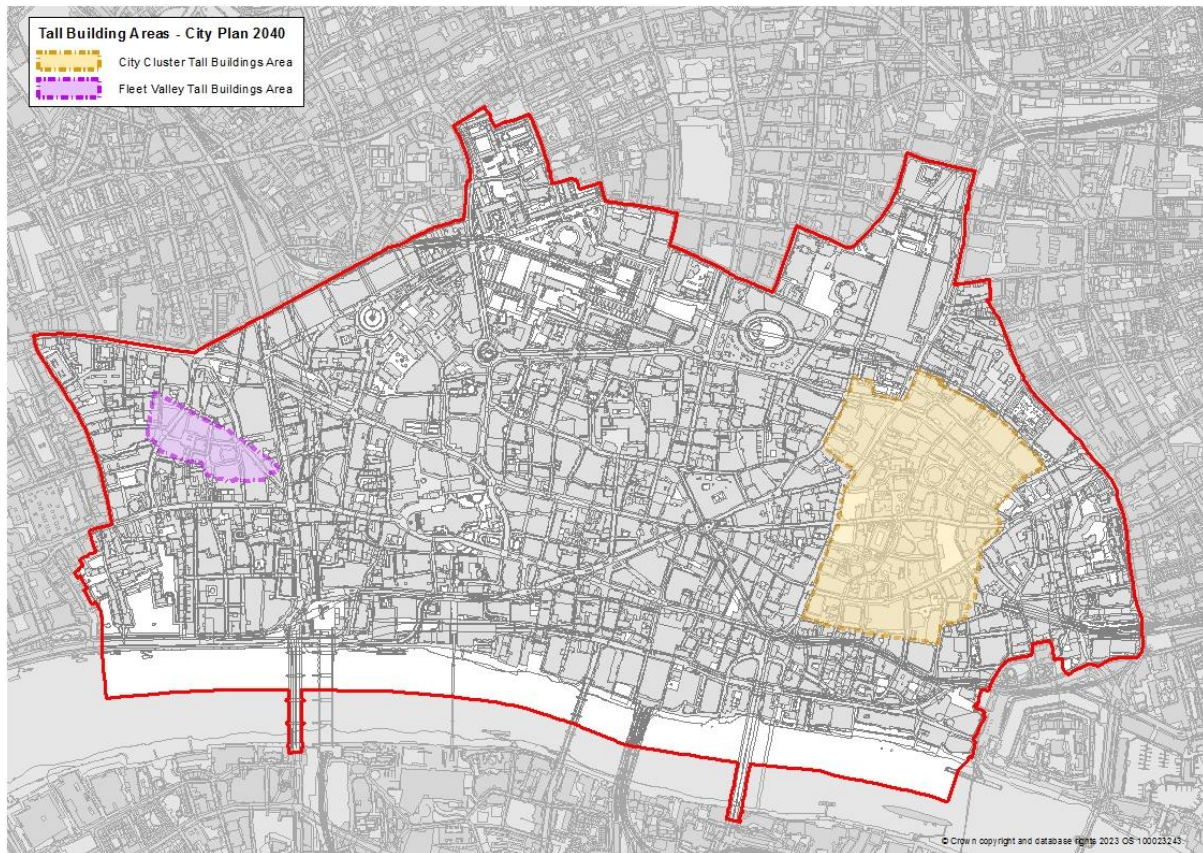 Tall Building Areas - City Plan 2040
City Cluster Tall Buildings Area
Fleet Valley Tall Buildings Area
© Crown copyright and database rights 2023 OS 100023243